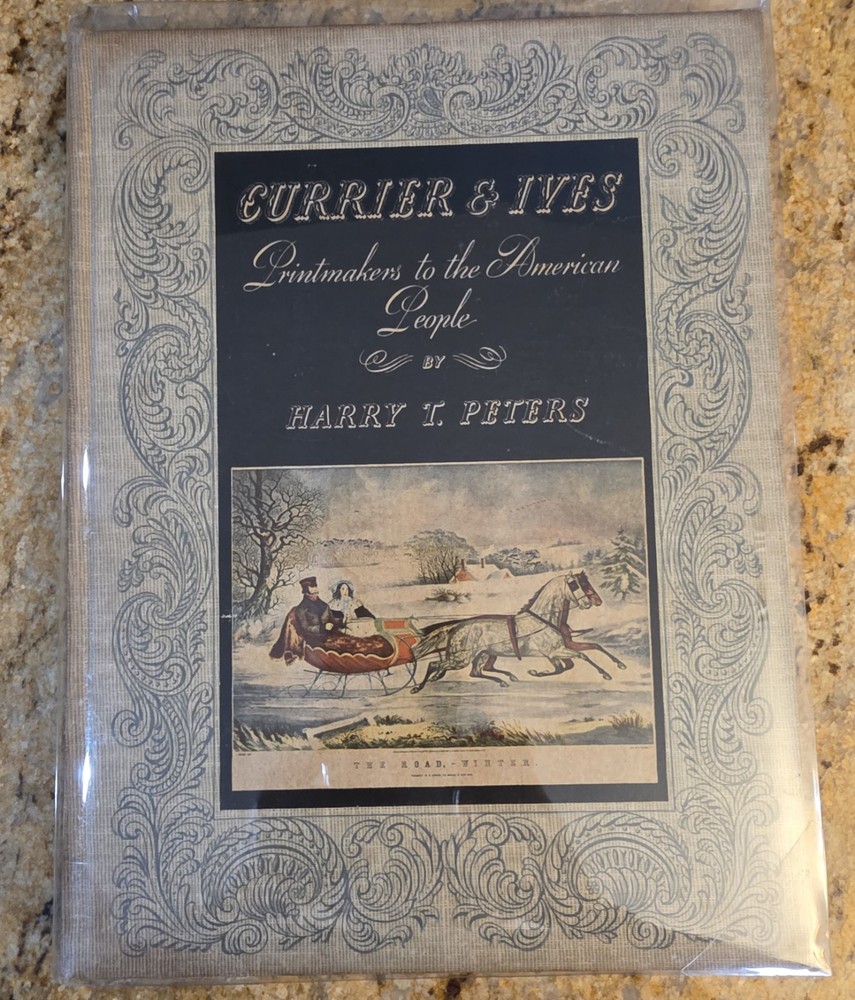 CURRIER & IVES
Printmakers to the American
People
BY
HARRY T. PETERS
THE ROAD,-WINTER.